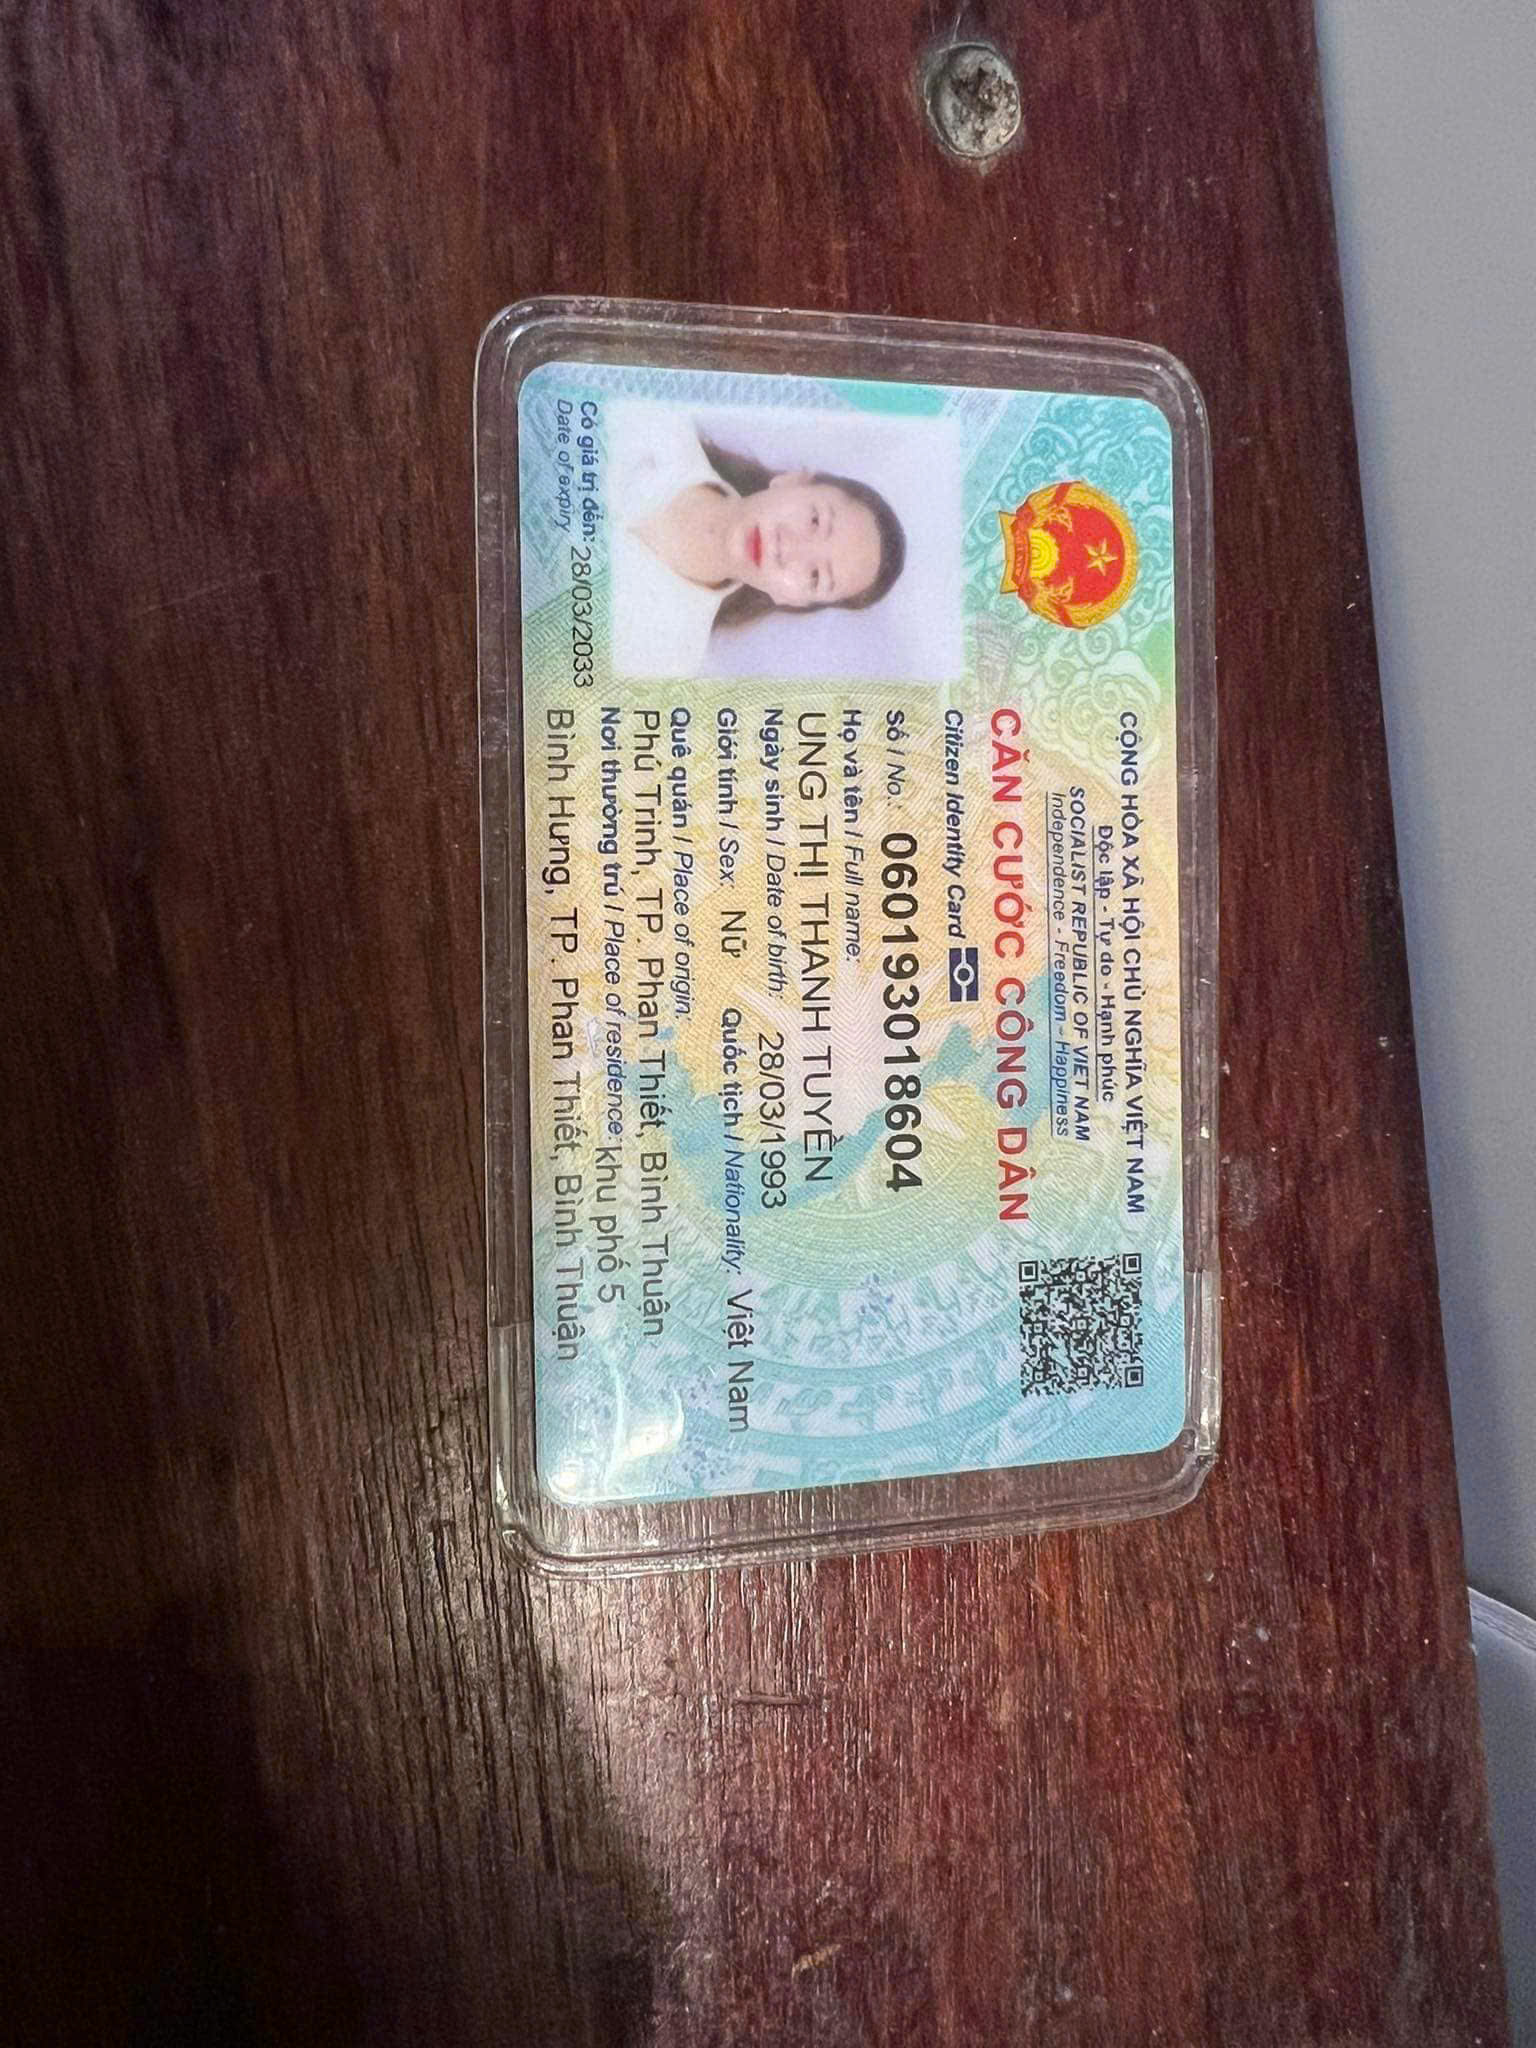 CỘNG HÒA XÃ HỘI CHỦ NGHĨA VIỆT NAM
Độc lập - Tự do - Hạnh phúc
SOCIALIST REPUBLIC OF VIET NAM
Independence - Freedom - Happiness
CĂN CƯỚC CÔNG DÂN
Citizen Identity Card
Số / No.: 060193018604
Họ và tên / Full name:
UNG THỊ THANH TUYỀN
Ngày sinh / Date of birth: 28/03/1993
Giới tính / Sex: Nữ Quốc tịch / Nationality: Việt Nam
Quê quán / Place of origin:
Phú Trinh, TP. Phan Thiết, Bình Thuận
Nơi thường trú / Place of residence: khu phố 5
Bình Hưng, TP. Phan Thiết, Bình Thuận
Có giá trị đến: 28/03/2033
Date of expiry